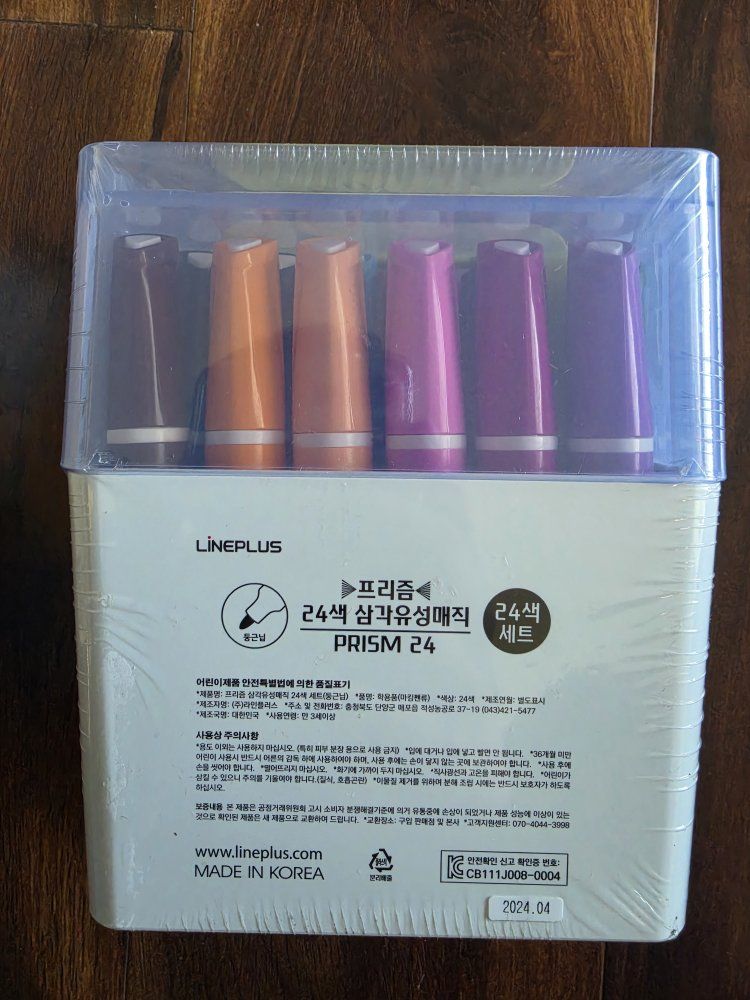 LiNEPLUS
프리즘
24색 삼각유성매직
PRISM 24
둥근닙
24색
세트
어린이제품 안전특별법에 의한 품질표기
*제품명: 프리즘 삼각유성매직 24색 세트(둥근닙) *품명: 학용품(마킹펜류) *색상: 24색 *제조연월: 별도표시
*제조자명: (주)라인플러스 *주소 및 전화번호: 충청북도 단양군 매포읍 적성농공로 37-19 (043)421-5477
*제조국명: 대한민국 *사용연령: 만 3세이상
사용상 주의사항
*용도 이외는 사용하지 마십시오. (특히 피부 분장 용으로 사용 금지) *입에 대거나 입에 넣고 빨면 안 됩니다. *36개월 미만
어린이 사용시 반드시 어른의 감독 하에 사용하여야 하며, 사용 후에는 손이 닿지 않는 곳에 보관하여야 합니다. *사용 후에
손을 씻어야 합니다. *떨어뜨리지 마십시오. *화기에 가까이 두지 마십시오. *직사광선과 고온을 피해야 합니다. *어린이가
삼킬 수 있으니 주의를 기울여야 합니다.(질식, 호흡곤란) *이물질 제거를 위하여 분해 조립 시에는 반드시 보호자가 하도록
하십시오.
보증내용 본 제품은 공정거래위원회 고시 소비자 분쟁해결기준에 의거 유통중에 손상이 되었거나 제품 성능에 이상이 있는
것으로 확인된 제품은 새 제품으로 교환하여 드립니다. *교환장소: 구입 판매점 및 본사 *고객지원센터: 070-4044-3998
www.lineplus.com
MADE IN KOREA
분리배출
안전확인 신고 확인증 번호:
CB111J008-0004
2024.04